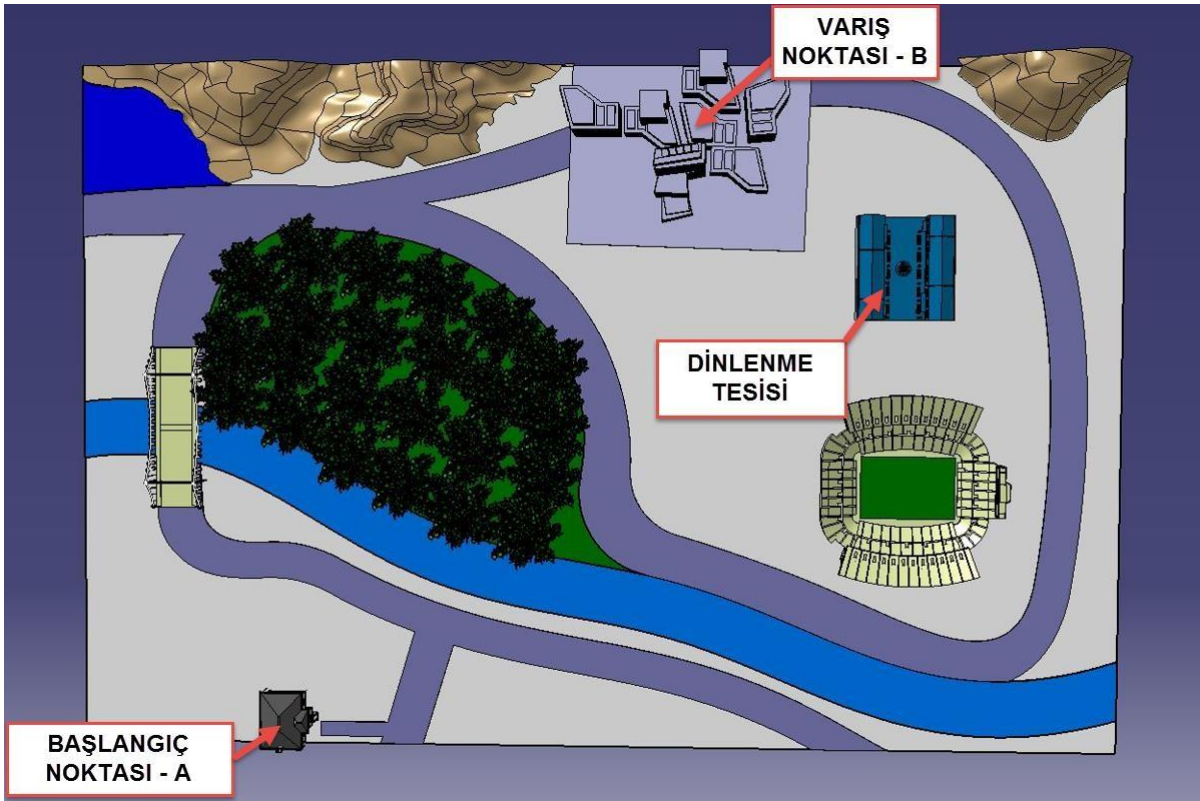 VARIŞ
NOKTASI - B
DİNLENME
TESİSİ
BAŞLANGIÇ
NOKTASI - A